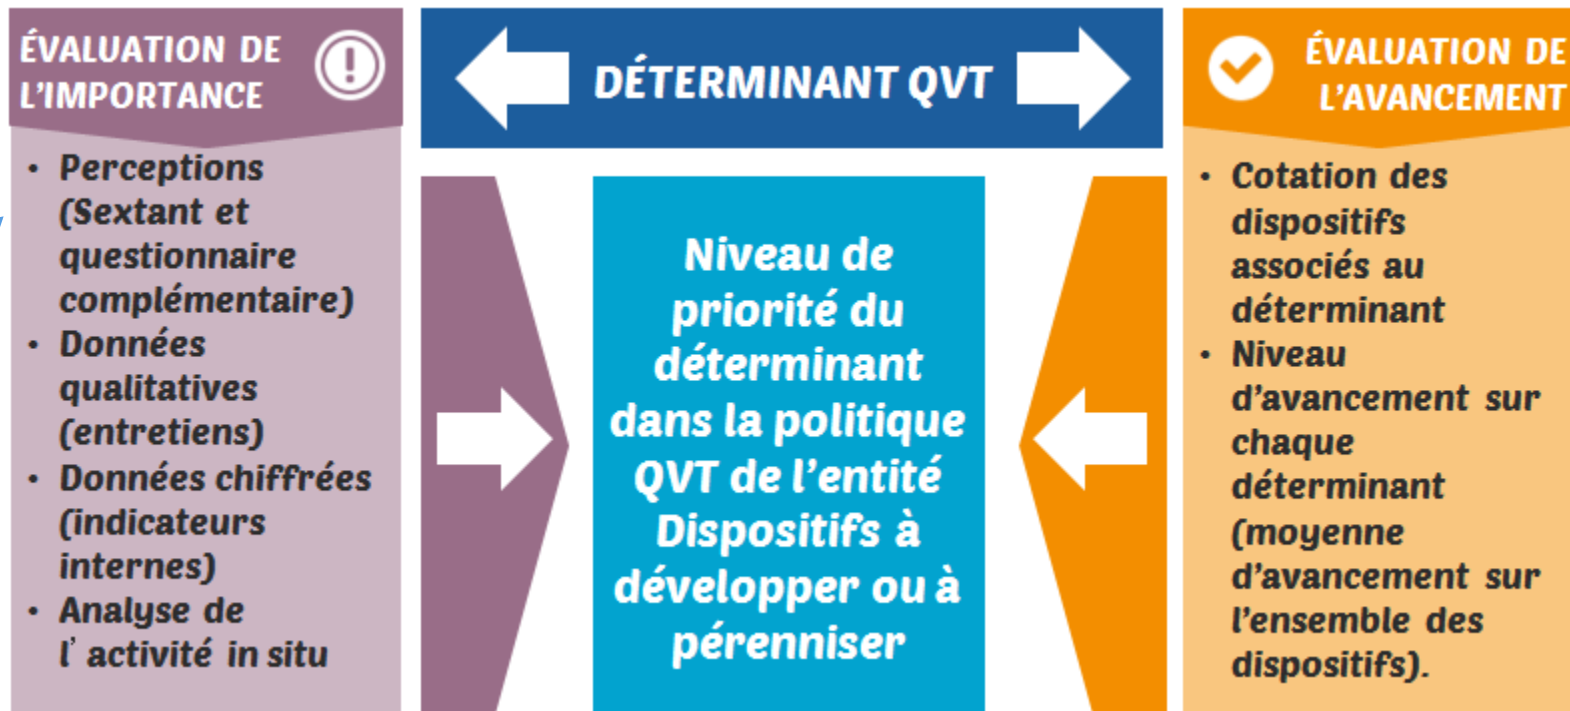 ÉVALUATION DE
L’IMPORTANCE
• Perceptions
(Sextant et
questionnaire
complémentaire)
• Données
qualitatives
(entretiens)
• Données chiffrées
(indicateurs
internes)
• Analyse de
l’ activité in situ
DÉTERMINANT QVT
Niveau de
priorité du
déterminant
dans la politique
QVT de l’entité
Dispositifs à
développer ou à
pérenniser
ÉVALUATION DE
L’AVANCEMENT
• Cotation des
dispositifs
associés au
déterminant
• Niveau
d’avancement sur
chaque
déterminant
(moyenne
d’avancement sur
l’ensemble des
dispositifs).